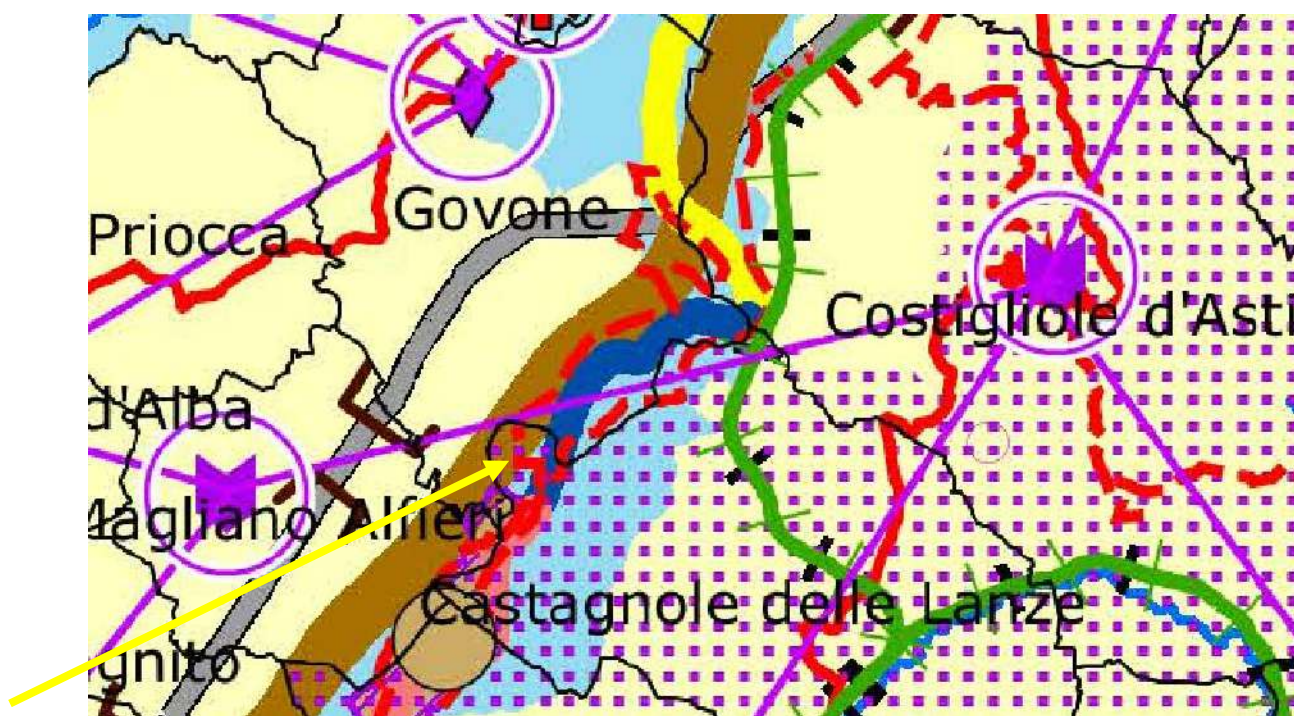 Govone
Priocca
Costigliole d'Asti
d'Alba
Magliano Alfieri
Castagnole delle Lanze
gnito